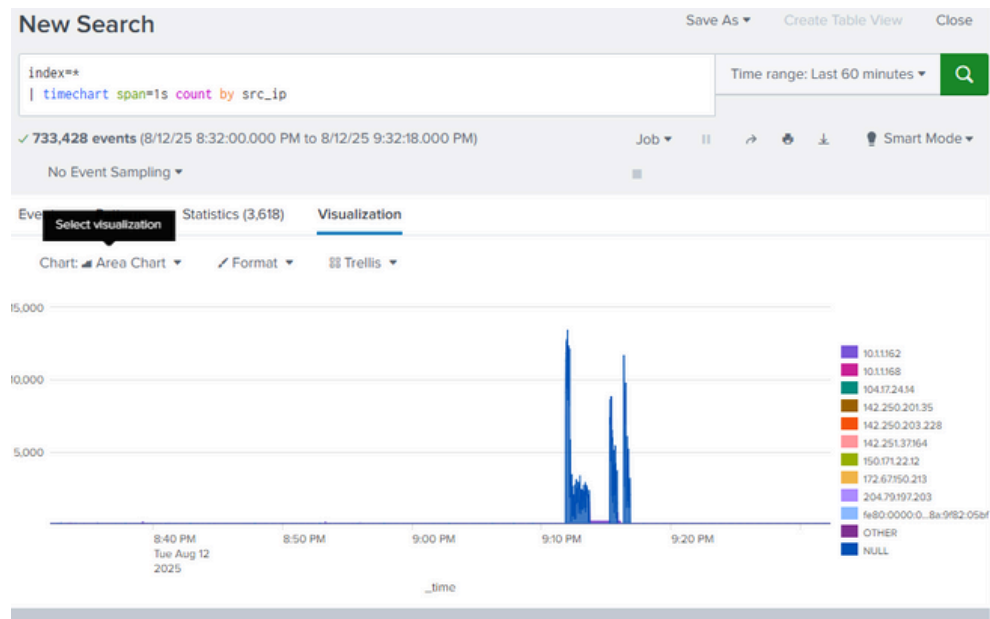 New Search
Save As ▾ Create Table View Close
index=*
| timechart span=1s count by src_ip
Time range: Last 60 minutes ▾
✓ 733,428 events (8/12/25 8:32:00.000 PM to 8/12/25 9:32:18.000 PM)
Job ▾
Smart Mode ▾
No Event Sampling ▾
Statistics (3,618) Visualization
Select visualization
Chart: Area Chart ▾ Format ▾ Trellis ▾
15,000
10,000
5,000
10.1.1.162
10.1.1.168
104.17.24.14
142.250.201.35
142.250.203.228
142.251.37.164
150.171.22.12
172.67.150.213
204.79.197.203
fe80:0000:0...8a:9f82:05bf
OTHER
NULL
8:40 PM 8:50 PM 9:00 PM 9:10 PM 9:20 PM
Tue Aug 12
2025
_time